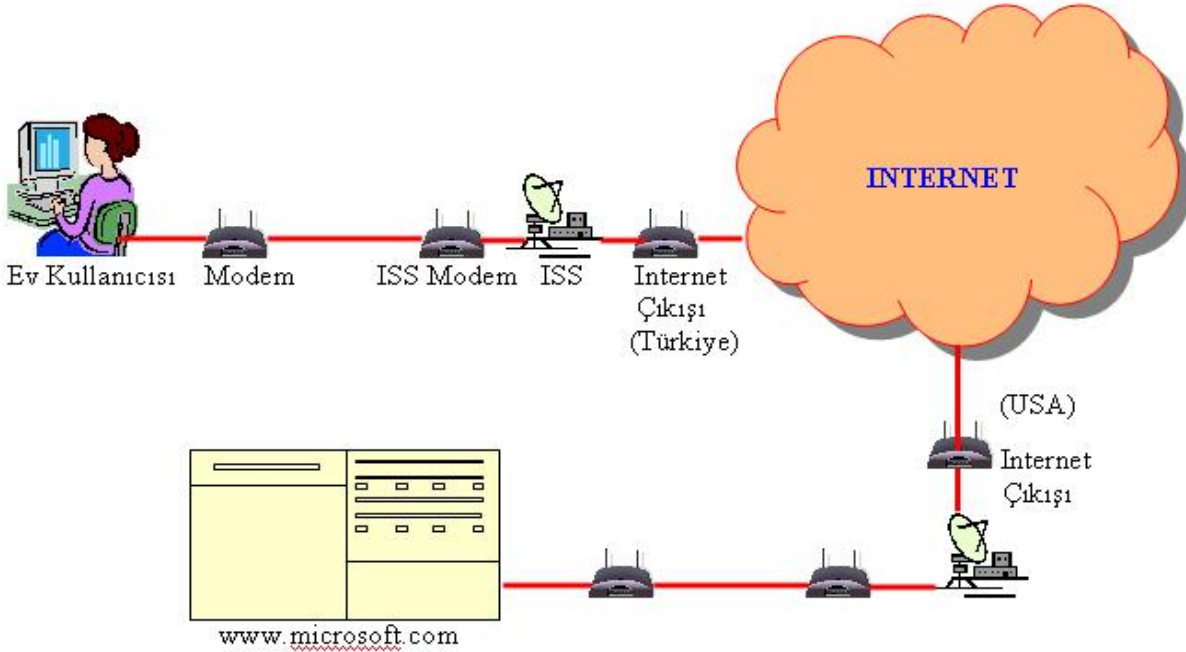 INTERNET
Ev Kullanıcısı
Modem
ISS Modem
ISS
Internet
Çıkışı
(Türkiye)
(USA)
Internet
Çıkışı
www.microsoft.com